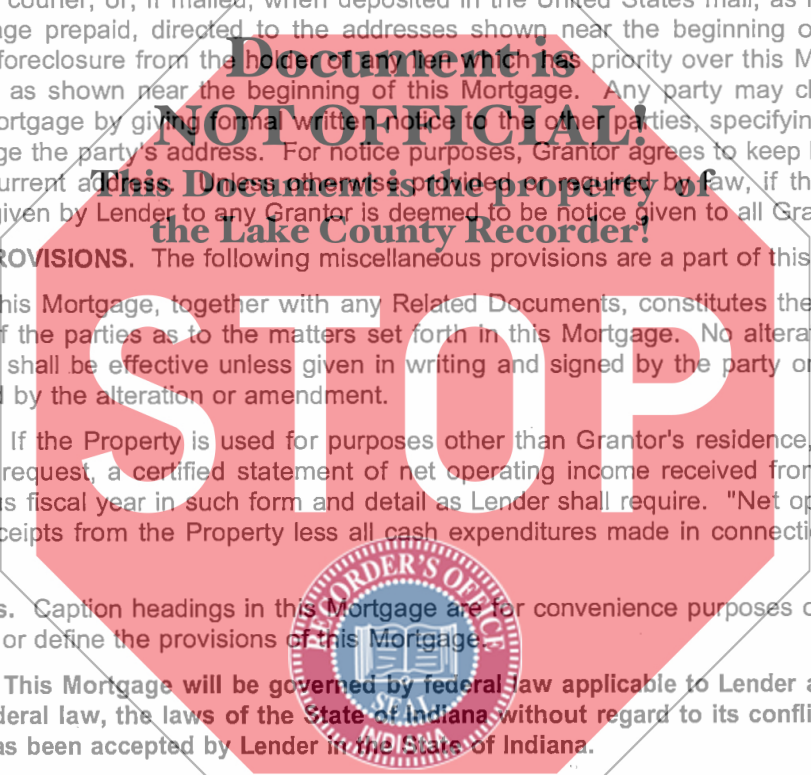 courier, or, if mailed, when deposited in the United States mail, as
ge prepaid, directed to the addresses shown near the beginning o
foreclosure from the holder of any lien which has priority over this M
as shown near the beginning of this Mortgage. Any party may ch
ortgage by giving formal written notice to the other parties, specifyin
ge the party's address. For notice purposes, Grantor agrees to keep
urrent address. Unless otherwise provided or required by law, if th
given by Lender to any Grantor is deemed to be notice given to all Gra
Document is
NOT OFFICIAL!
This Document is the property of
the Lake County Recorder!
ROVISIONS. The following miscellaneous provisions are a part of this
his Mortgage, together with any Related Documents, constitutes the
f the parties as to the matters set forth in this Mortgage. No altera
shall be effective unless given in writing and signed by the party or
d by the alteration or amendment.
STOP
If the Property is used for purposes other than Grantor's residence,
request, a certified statement of net operating income received from
us fiscal year in such form and detail as Lender shall require. "Net op
ceipts from the Property less all cash expenditures made in connecti
s. Caption headings in this Mortgage are for convenience purposes o
or define the provisions of this Mortgage.
This Mortgage will be governed by federal law applicable to Lender a
deral law, the laws of the State of Indiana without regard to its confli
as been accepted by Lender in the State of Indiana.
RECORDER'S OFFICE
SEAL
INDIANA